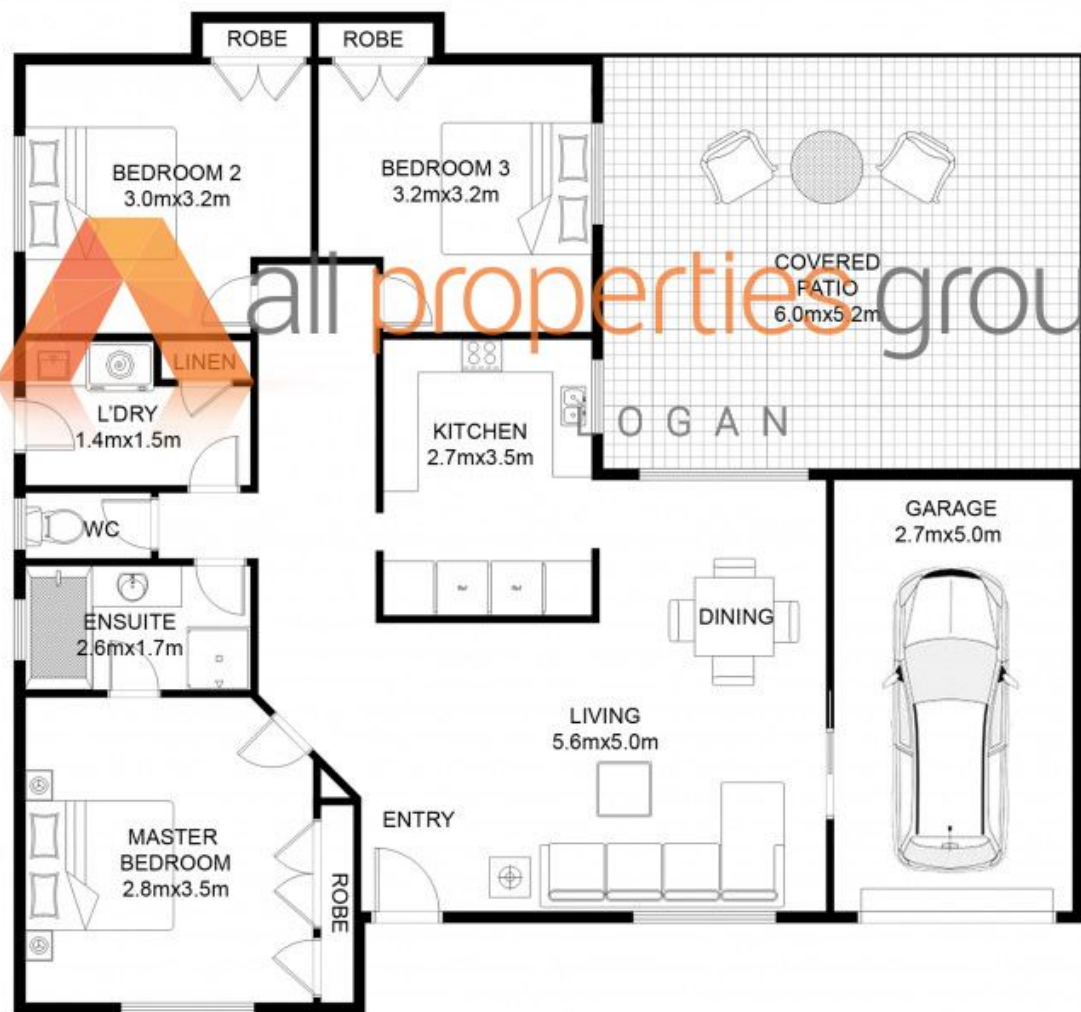 ROBE
ROBE
BEDROOM 2
3.0mx3.2m
BEDROOM 3
3.2mx3.2m
COVERED
PATIO
6.0mx5.2m
all properties grou
LOGAN
LINEN
L'DRY
1.4mx1.5m
KITCHEN
2.7mx3.5m
WC
GARAGE
2.7mx5.0m
Ref
Ref
ENSUITE
2.6mx1.7m
DINING
LIVING
5.6mx5.0m
ENTRY
MASTER
BEDROOM
2.8mx3.5m
ROBE